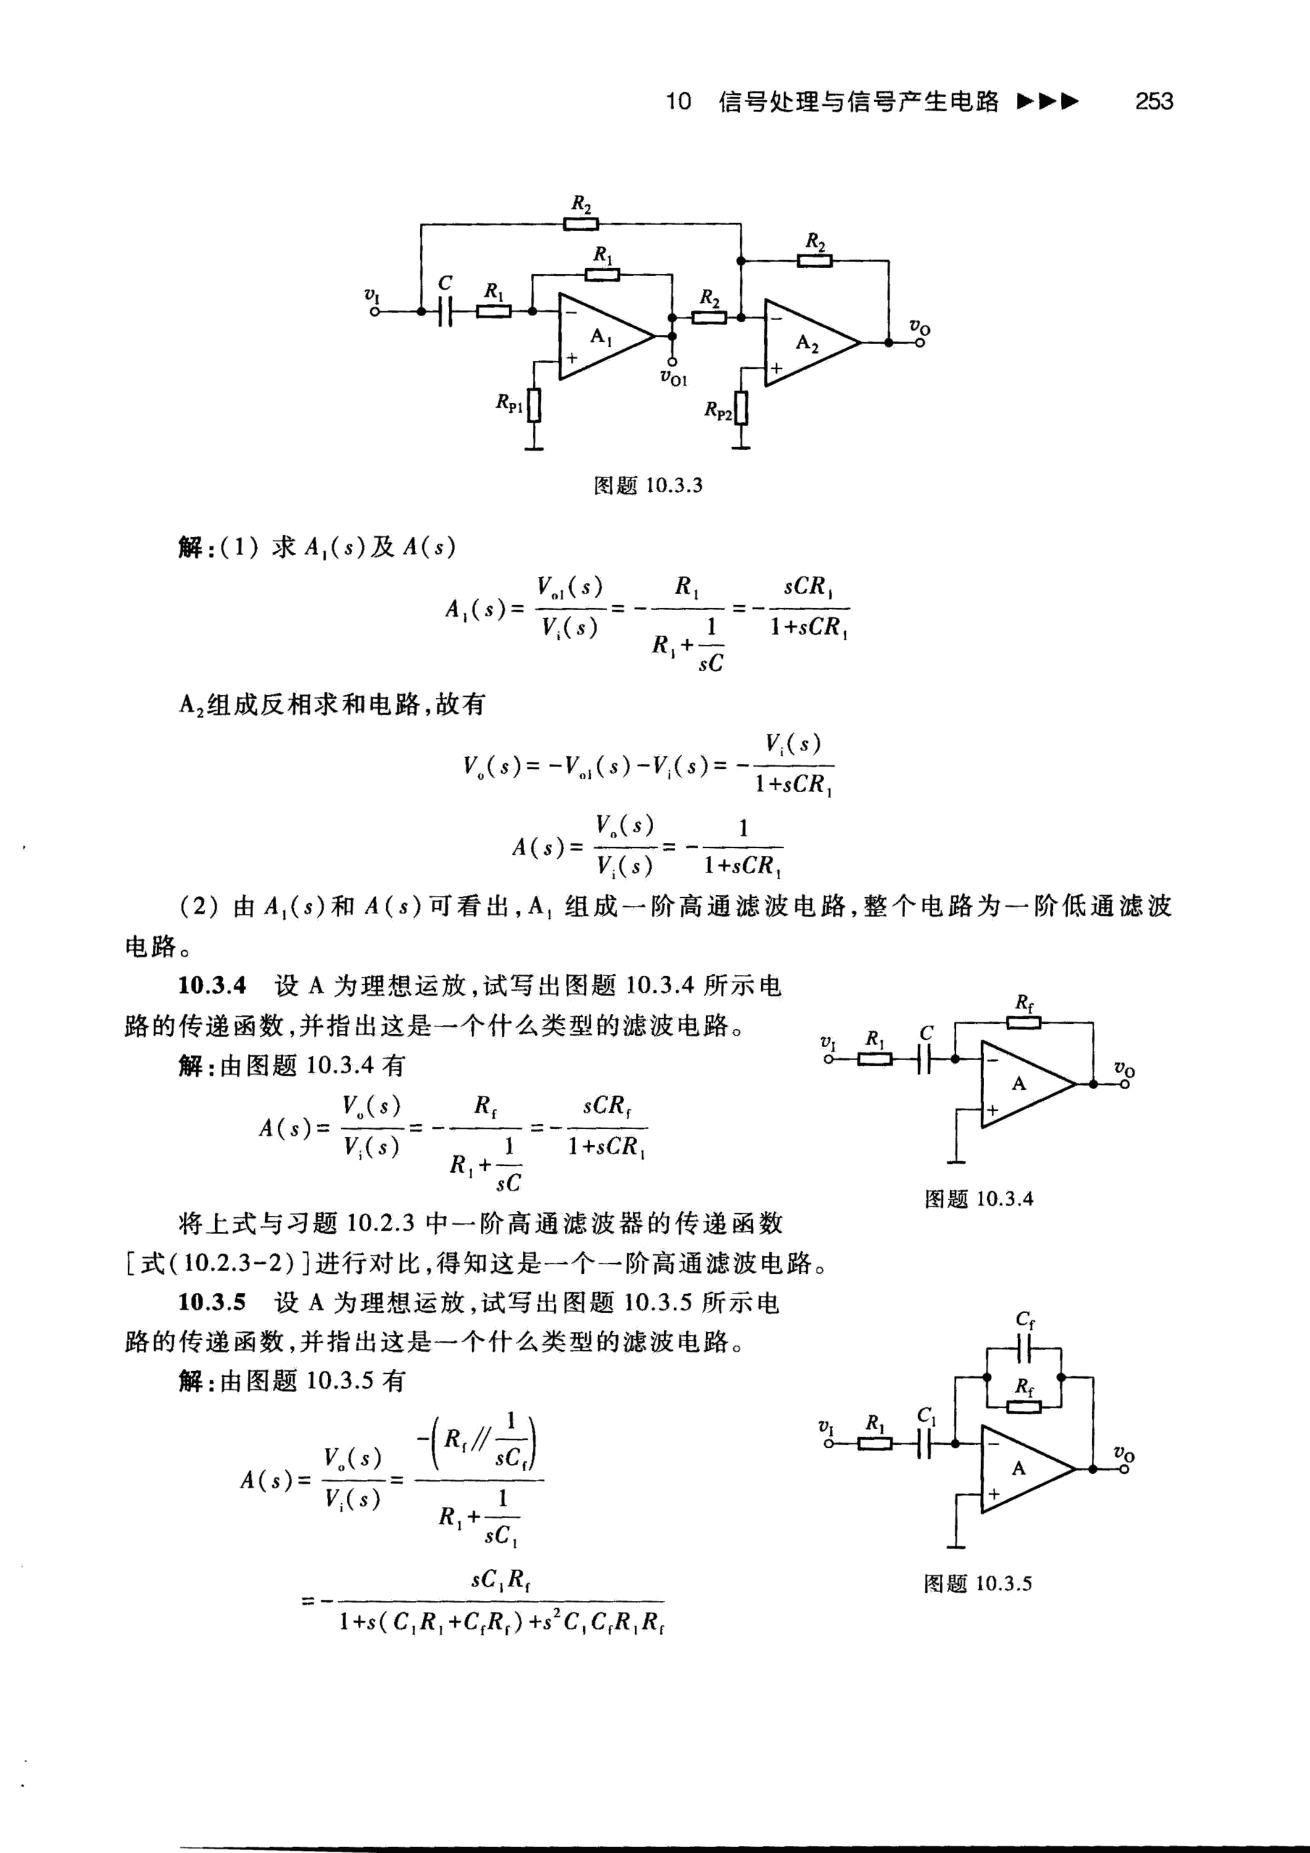 10 信号处理与信号产生电路 ▶▶▶ 253
R₂
R₂
R₁
v_I C R₁ R₂
A₁ A₂ v_O
v_O1
R_P1 R_P2
图题 10.3.3
解:(1) 求 A₁(s)及 A(s)
A₁(s)= V_o1(s)/V_i(s) = − R₁/(R₁+1/(sC)) = − sCR₁/(1+sCR₁)
A₂组成反相求和电路,故有
V_o(s)= −V_o1(s)−V_i(s)= − V_i(s)/(1+sCR₁)
A(s)= V_o(s)/V_i(s) = − 1/(1+sCR₁)
(2) 由 A₁(s)和 A(s)可看出,A₁ 组成一阶高通滤波电路,整个电路为一阶低通滤波
电路。
10.3.4 设 A 为理想运放,试写出图题 10.3.4 所示电
路的传递函数,并指出这是一个什么类型的滤波电路。
解:由图题 10.3.4 有
A(s)= V_o(s)/V_i(s) = − R_f/(R₁+1/(sC)) = − sCR_f/(1+sCR₁)
R_f
v_I R₁ C
A v_O
图题 10.3.4
将上式与习题 10.2.3 中一阶高通滤波器的传递函数
[式(10.2.3-2)]进行对比,得知这是一个一阶高通滤波电路。
10.3.5 设 A 为理想运放,试写出图题 10.3.5 所示电
路的传递函数,并指出这是一个什么类型的滤波电路。
解:由图题 10.3.5 有
A(s)= V_o(s)/V_i(s) = −(R_f // 1/(sC_f))/(R₁+1/(sC₁))
= − sC₁R_f/(1+s(C₁R₁+C_fR_f)+s²C₁C_fR₁R_f)
C_f
R_f
v_I R₁ C₁
A v_O
图题 10.3.5